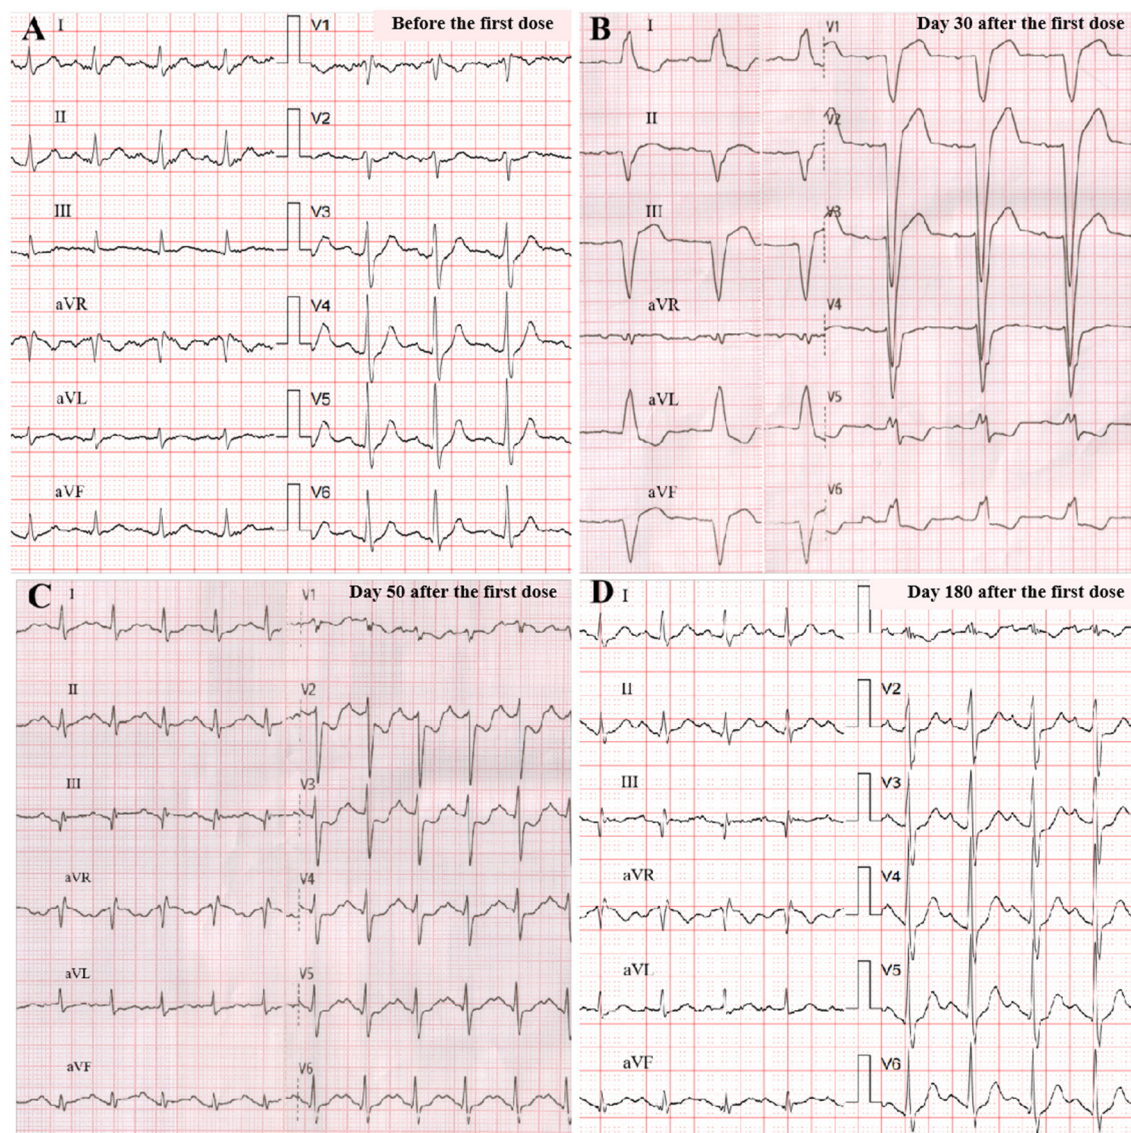 A
Before the first dose
I
V1
II
V2
III
V3
aVR
V4
aVL
V5
aVF
V6
B
Day 30 after the first dose
I
V1
II
V2
III
V3
aVR
V4
aVL
V5
aVF
V6
C
Day 50 after the first dose
I
V1
II
V2
III
V3
aVR
V4
aVL
V5
aVF
V6
D
Day 180 after the first dose
I
II
V2
III
V3
aVR
V4
aVL
V5
aVF
V6